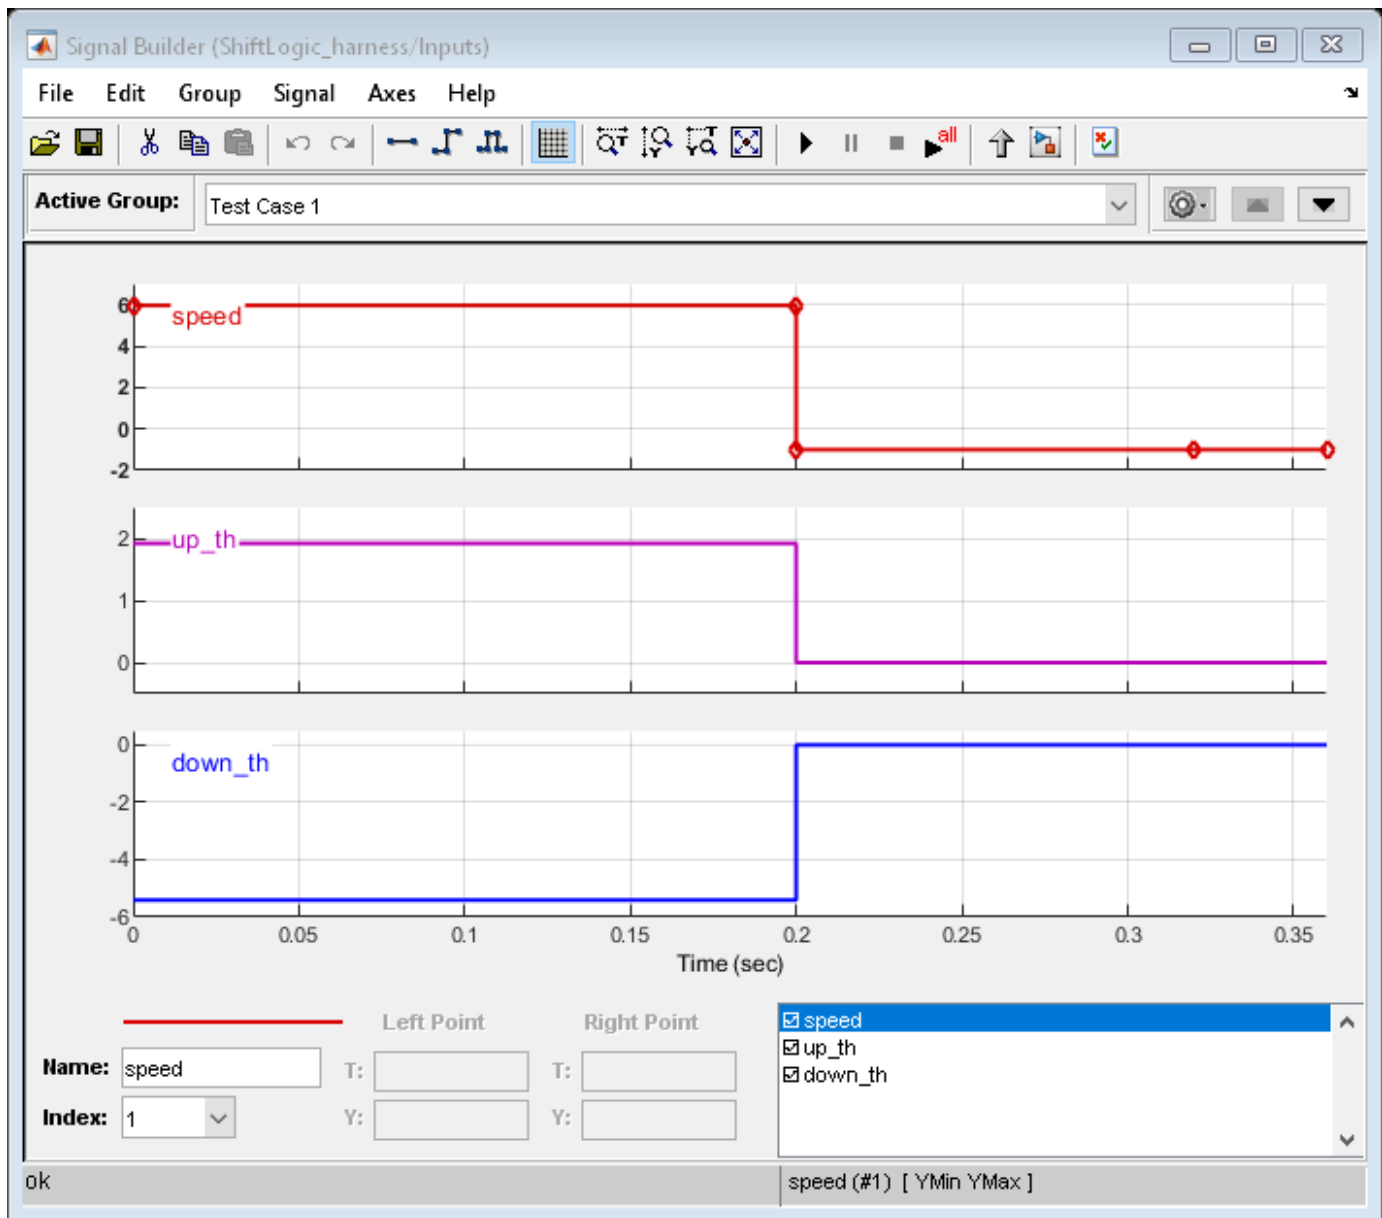 Signal Builder (ShiftLogic_harness/Inputs)
File Edit Group Signal Axes Help
all
Active Group: Test Case 1
6
4
2
0
-2
speed
2
1
0
up_th
0
-2
-4
-6
down_th
0 0.05 0.1 0.15 0.2 0.25 0.3 0.35
Time (sec)
Left Point Right Point
Name: speed T: T:
Index: 1 Y: Y:
speed
up_th
down_th
ok speed (#1) [ YMin YMax ]